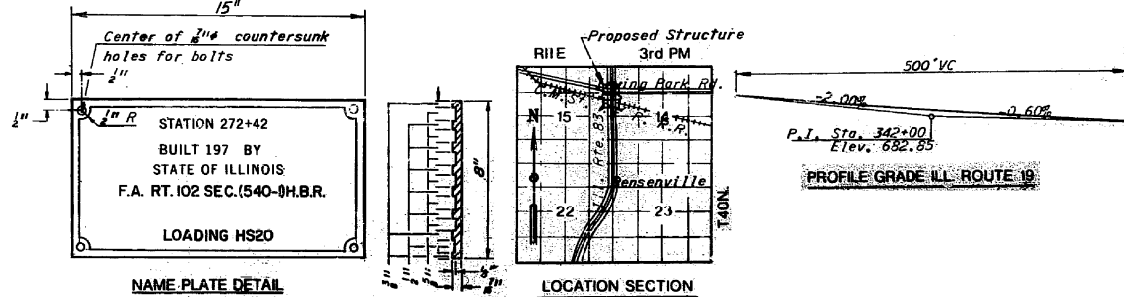 15"
Center of 7/16"ϕ countersunk
holes for bolts
1/2"
1/2"
1/2" R
STATION 272+42
BUILT 197 BY
STATE OF ILLINOIS
F.A. RT. 102 SEC.(540-1)H.B.R.
LOADING HS20
NAME PLATE DETAIL
8"
RIIE 3rd PM
Proposed Structure
Park Rd.
15
14
N
R.R.
Rte. 83
Bensenville
22
23
T40N.
LOCATION SECTION
500' VC
-2.00%
-0.60%
P.I. Sta. 342+00
Elev. 682.85
PROFILE GRADE ILL ROUTE 19